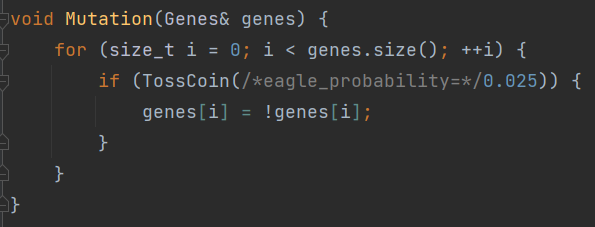 void Mutation(Genes& genes) {
    for (size_t i = 0; i < genes.size(); ++i) {
        if (TossCoin(/*eagle_probability=*/0.025)) {
            genes[i] = !genes[i];
        }
    }
}